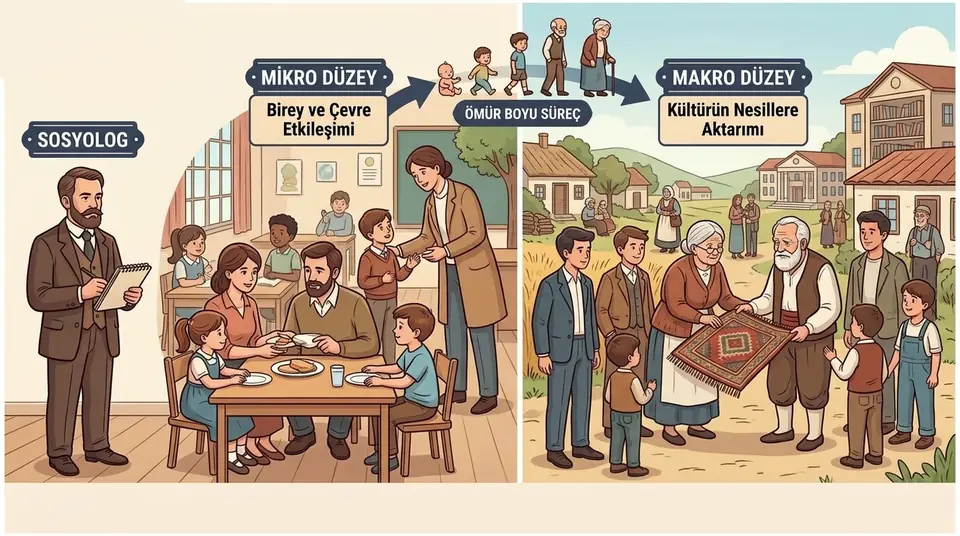 SOSYOLOG
MİKRO DÜZEY
Birey ve Çevre
Etkileşimi
ÖMÜR BOYU SÜREÇ
MAKRO DÜZEY
Kültürün Nesillere
Aktarımı